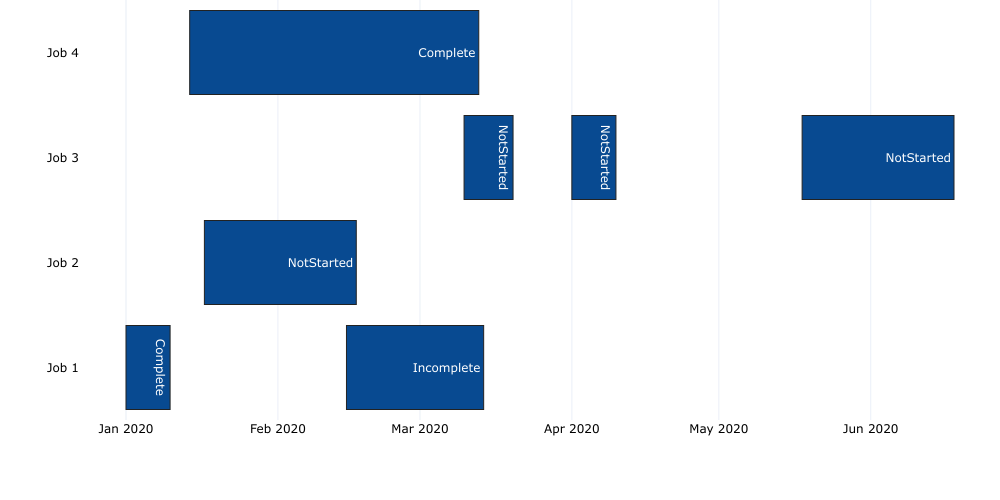 Job 4
Complete
Job 3
NotStarted
NotStarted
NotStarted
Job 2
NotStarted
Job 1
Complete
Incomplete
Jan 2020
Feb 2020
Mar 2020
Apr 2020
May 2020
Jun 2020